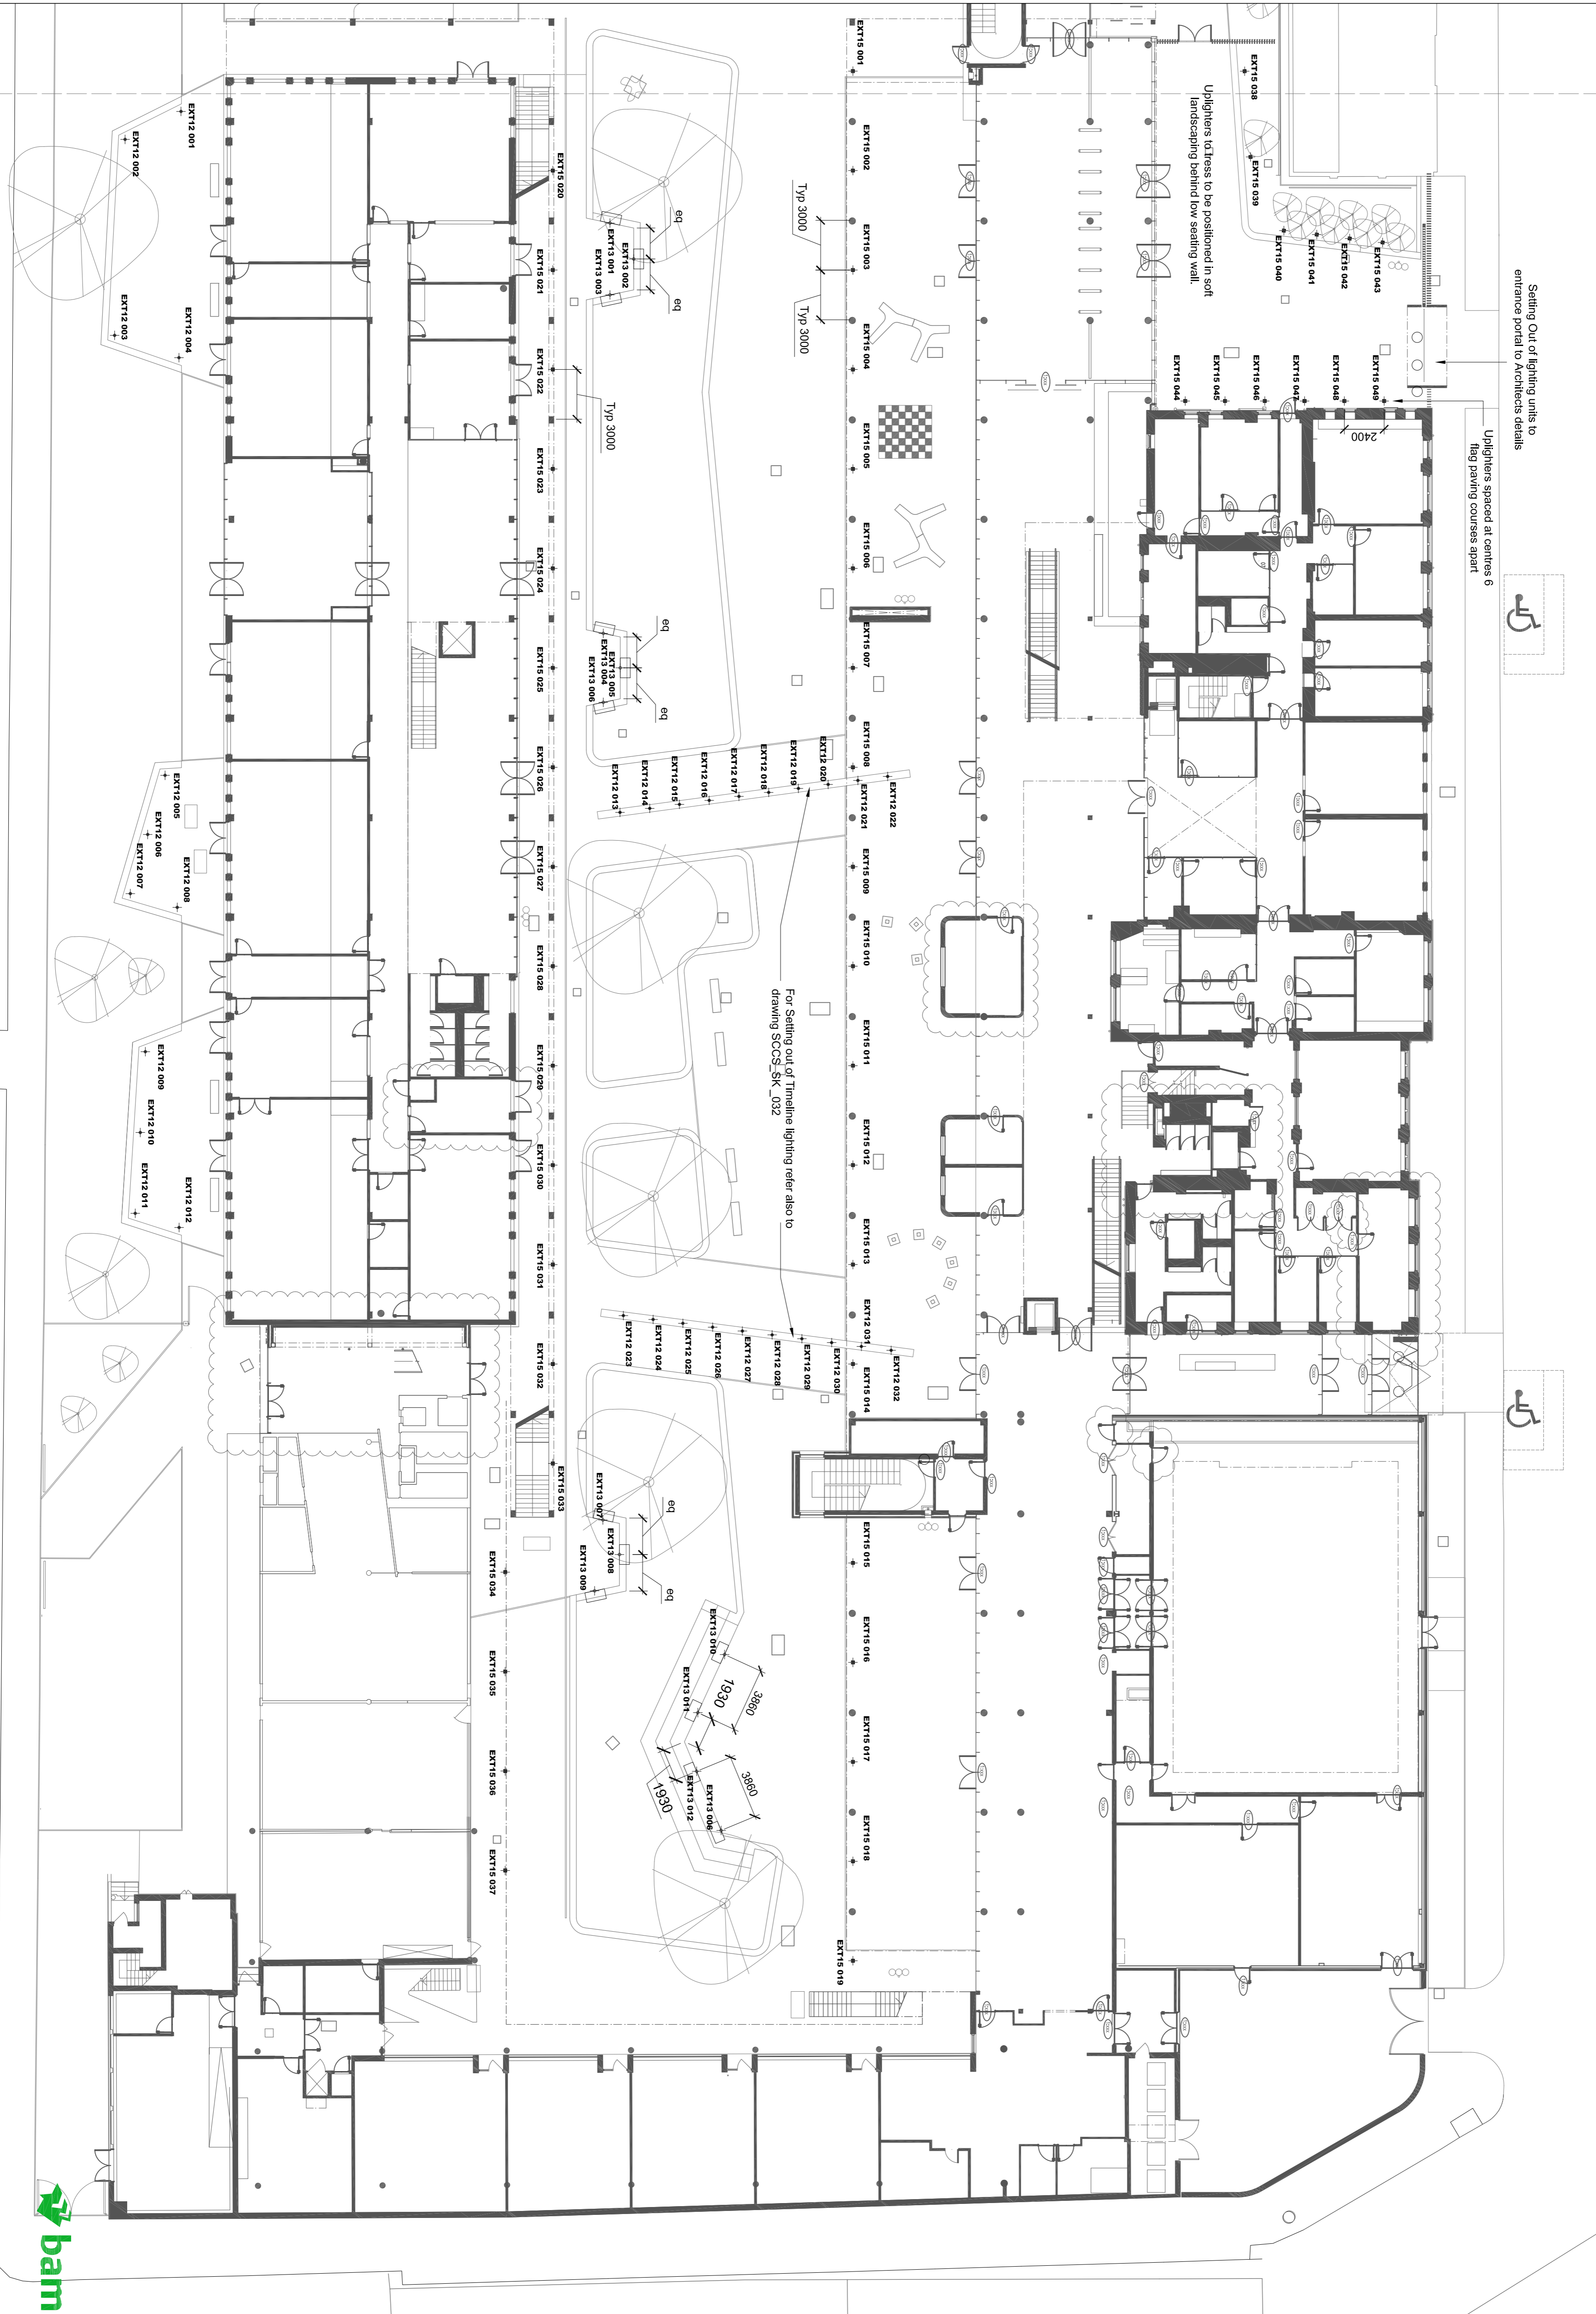 Setting Out of lighting units to
entrance portal to Architects details
Uplighters spaced at centres 6
flag paving courses apart
2400
Uplighters to tress to be positioned in soft
landscaping behind low seating wall.
EXT15 038
EXT15 039
EXT15 040
EXT15 041
EXT15 042
EXT15 043
EXT15 044
EXT15 045
EXT15 046
EXT15 047
EXT15 048
EXT15 049
EXT15 001
EXT15 002
EXT15 003
EXT15 004
EXT15 005
EXT15 006
EXT15 007
EXT15 008
EXT15 009
EXT15 010
EXT15 011
EXT15 012
EXT15 013
EXT12 031
EXT15 014
EXT15 015
EXT15 016
EXT15 017
EXT15 018
EXT15 019
Typ 3000
Typ 3000
For Setting out of Timeline lighting refer also to
drawing SCCS_SK_032
EXT12 013
EXT12 014
EXT12 015
EXT12 016
EXT12 017
EXT12 018
EXT12 019
EXT12 020
EXT12 021
EXT12 022
EXT12 023
EXT12 024
EXT12 025
EXT12 026
EXT12 027
EXT12 028
EXT12 029
EXT12 030
EXT12 032
eq
eq
EXT13 001
EXT13 002
EXT13 003
eq
eq
EXT13 004
EXT13 005
EXT13 006
eq
eq
EXT13 007
EXT13 008
EXT13 009
EXT13 010
EXT13 011
1930
3860
3860
1930
EXT13 012
EXT13 006
EXT15 020
EXT15 021
EXT15 022
Typ 3000
EXT15 023
EXT15 024
EXT15 025
EXT15 026
EXT15 027
EXT15 028
EXT15 029
EXT15 030
EXT15 031
EXT15 032
EXT15 033
EXT15 034
EXT15 035
EXT15 036
EXT15 037
EXT12 001
EXT12 002
EXT12 003
EXT12 004
EXT12 005
EXT12 006
EXT12 007
EXT12 008
EXT12 009
EXT12 010
EXT12 011
EXT12 012
bam